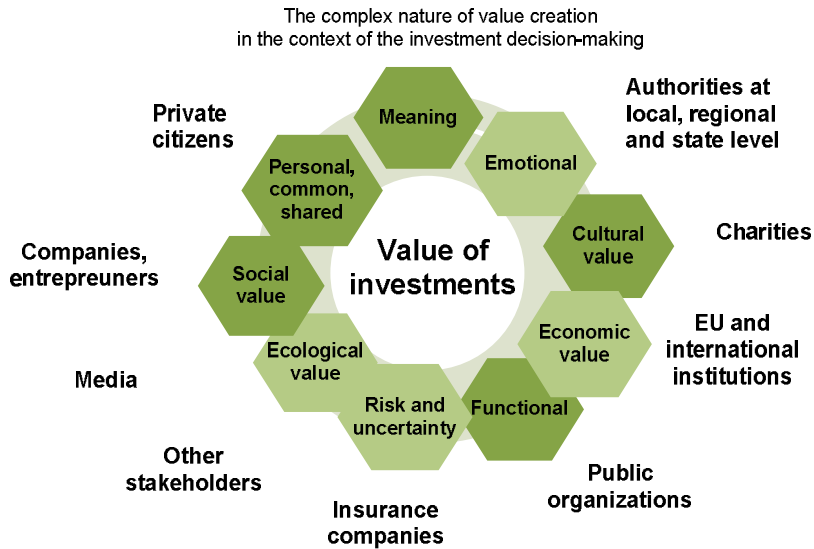 The complex nature of value creation
in the context of the investment decision-making
Meaning
Emotional
Cultural
value
Economic
value
Functional
Risk and
uncertainty
Ecological
value
Social
value
Personal,
common,
shared
Value of
investments
Authorities at
local, regional
and state level
Charities
EU and
international
institutions
Public
organizations
Insurance
companies
Other
stakeholders
Media
Companies,
entrepreuners
Private
citizens